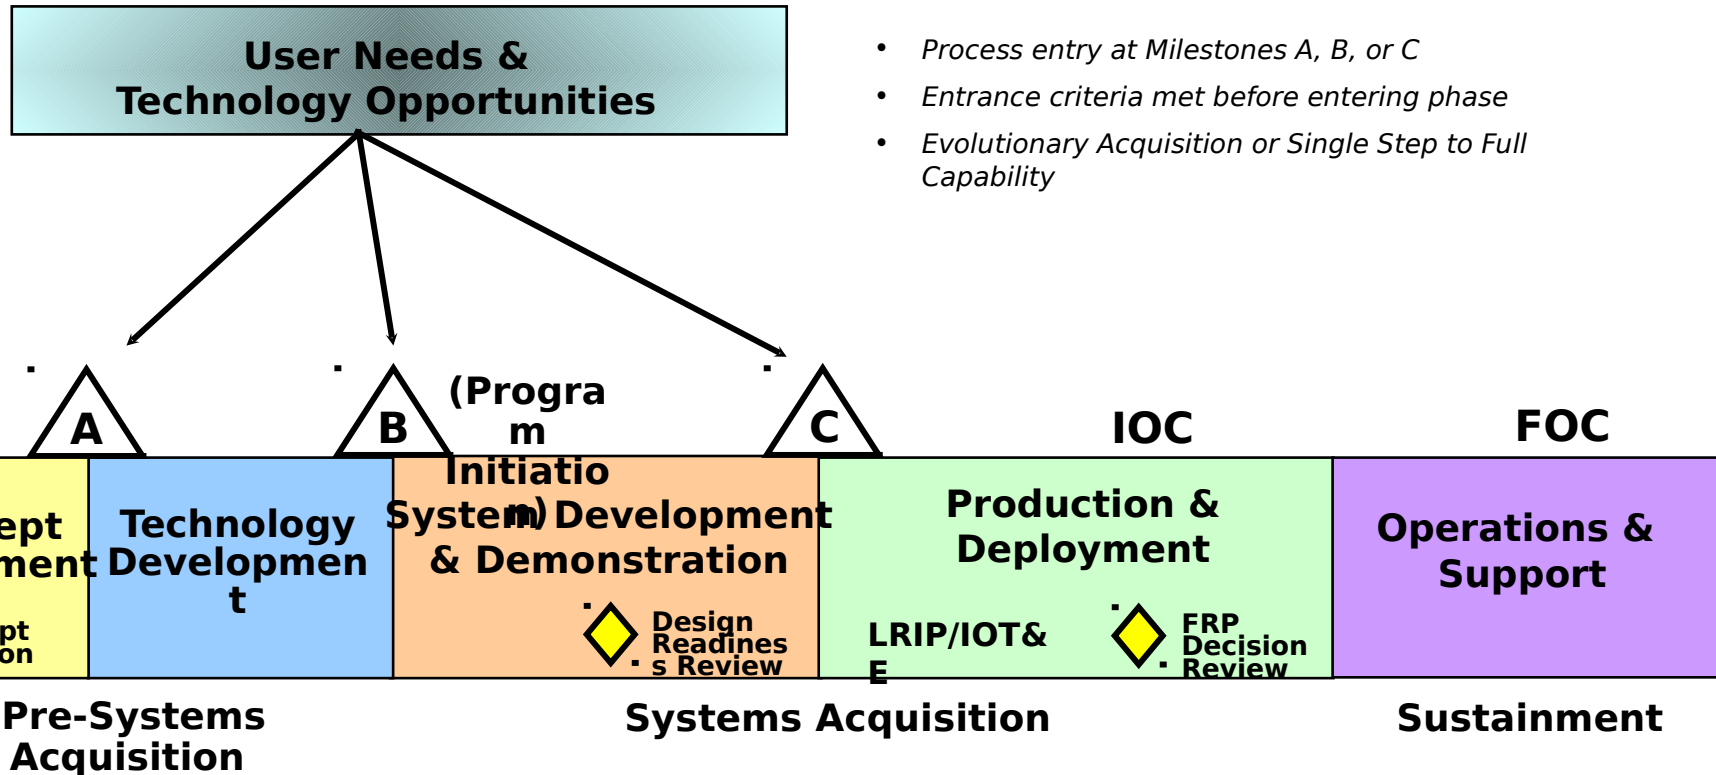 User Needs &
Technology Opportunities
• Process entry at Milestones A, B, or C
• Entrance criteria met before entering phase
• Evolutionary Acquisition or Single Step to Full
Capability
A
B
(Progra
m
Initiatio
n)
C
IOC
FOC
ept
ment
pt
on
Technology
Developmen
t
System Development
& Demonstration
Design
Readines
s Review
Production &
Deployment
LRIP/IOT&
E
FRP
Decision
Review
Operations &
Support
Pre-Systems
Acquisition
Systems Acquisition
Sustainment